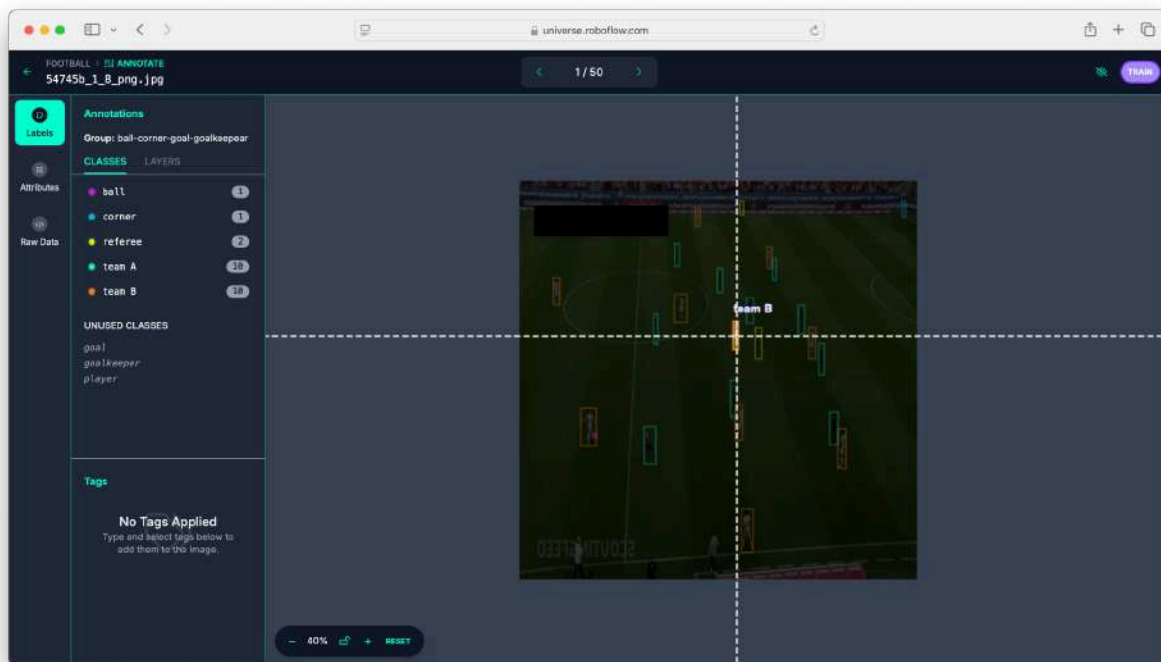 universe.roboflow.com
FOOTBALL > ANNOTATE
54745b_1_8_png.jpg
1 / 50
TRAIN
Labels
Attributes
Raw Data
Annotations
Group: ball-corner-goal-goalkeepear
CLASSES LAYERS
ball 1
corner 1
referee 2
team A 10
team B 10
UNUSED CLASSES
goal
goalkeeper
player
Tags
No Tags Applied
Type and select tags below to
add them to the image.
team B
SCOUTINGFEED
− 40% + RESET